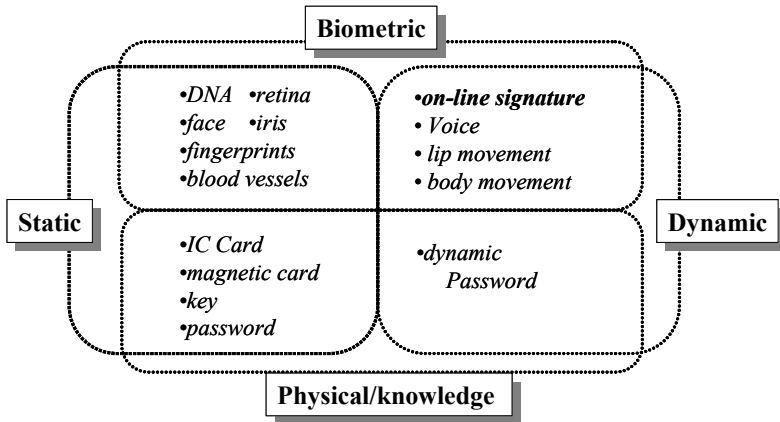 Biometric
•DNA •retina
•face •iris
•fingerprints
•blood vessels
•on-line signature
• Voice
• lip movement
• body movement
Static
Dynamic
•IC Card
•magnetic card
•key
•password
•dynamic
Password
Physical/knowledge